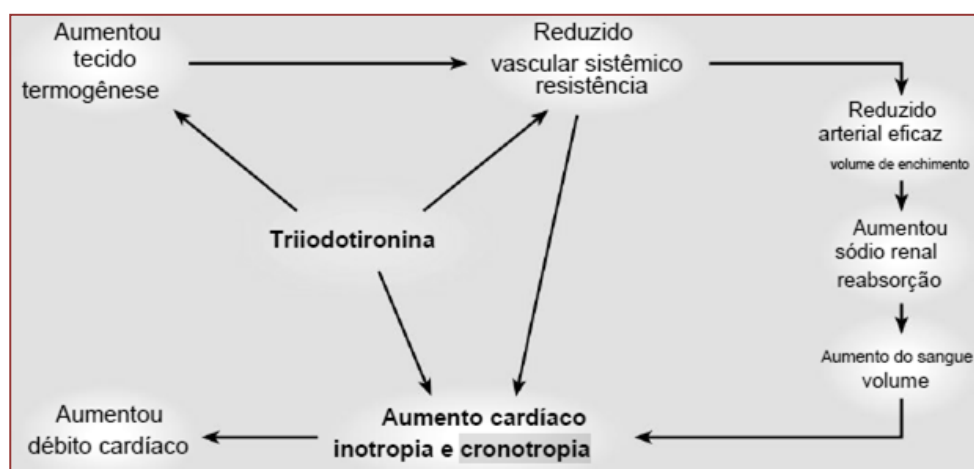 Aumentou
tecido
termogênese
Reduzido
vascular sistêmico
resistência
Reduzido
arterial eficaz
volume de enchimento
Triiodotironina
Aumentou
sódio renal
reabsorção
Aumento do sangue
volume
Aumento cardíaco
inotropia e cronotropia
Aumentou
débito cardíaco